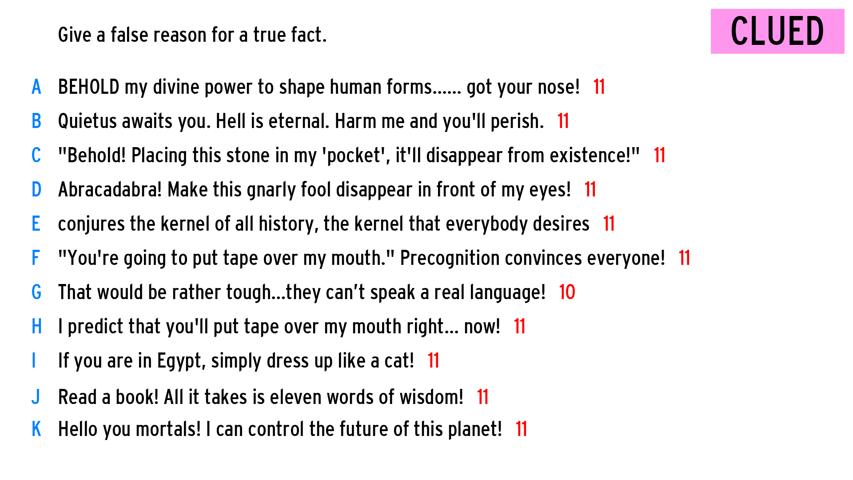 Give a false reason for a true fact.
CLUED
A BEHOLD my divine power to shape human forms...... got your nose! 11
B Quietus awaits you. Hell is eternal. Harm me and you'll perish. 11
C "Behold! Placing this stone in my 'pocket', it'll disappear from existence!" 11
D Abracadabra! Make this gnarly fool disappear in front of my eyes! 11
E conjures the kernel of all history, the kernel that everybody desires 11
F "You're going to put tape over my mouth." Precognition convinces everyone! 11
G That would be rather tough...they can’t speak a real language! 10
H I predict that you'll put tape over my mouth right... now! 11
I If you are in Egypt, simply dress up like a cat! 11
J Read a book! All it takes is eleven words of wisdom! 11
K Hello you mortals! I can control the future of this planet! 11